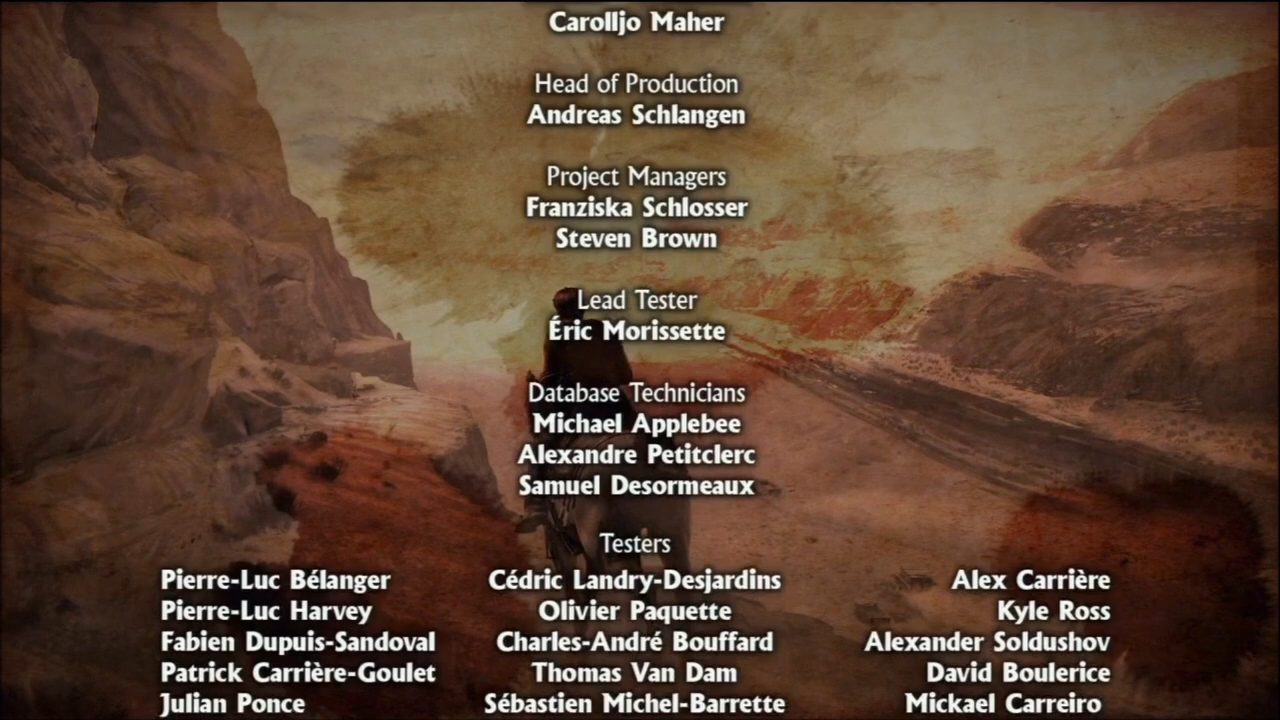 Carolljo Maher
Head of Production
Andreas Schlangen
Project Managers
Franziska Schlosser
Steven Brown
Lead Tester
Éric Morissette
Database Technicians
Michael Applebee
Alexandre Petitclerc
Samuel Desormeaux
Testers
Pierre-Luc Bélanger Cédric Landry-Desjardins Alex Carrière
Pierre-Luc Harvey Olivier Paquette Kyle Ross
Fabien Dupuis-Sandoval Charles-André Bouffard Alexander Soldushov
Patrick Carrière-Goulet Thomas Van Dam David Boulerice
Julian Ponce Sébastien Michel-Barrette Mickael Carreiro